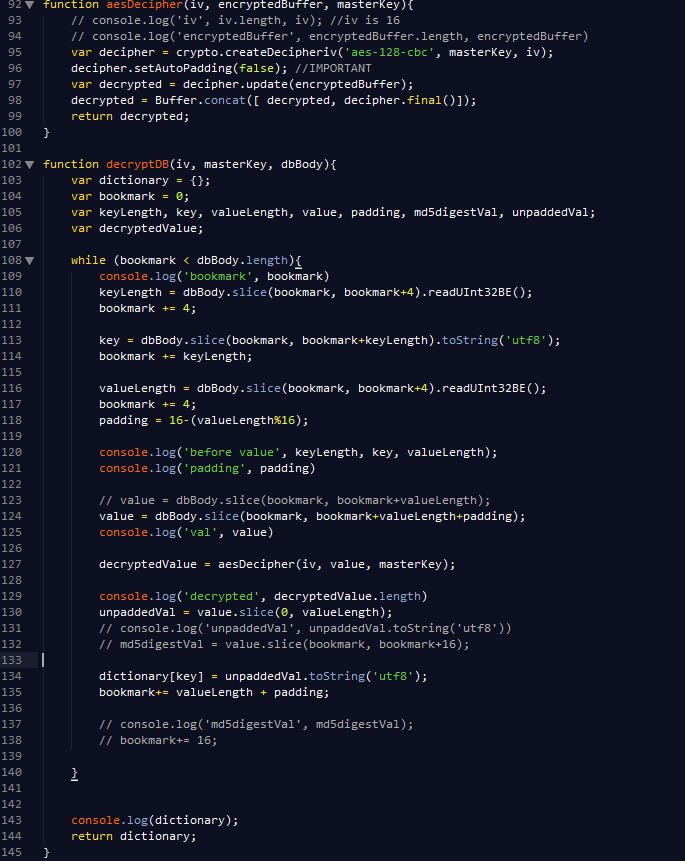 92 ▼ function aesDecipher(iv, encryptedBuffer, masterKey){
93     // console.log('iv', iv.length, iv); //iv is 16
94     // console.log('encryptedBuffer', encryptedBuffer.length, encryptedBuffer)
95     var decipher = crypto.createDecipheriv('aes-128-cbc', masterKey, iv);
96     decipher.setAutoPadding(false); //IMPORTANT
97     var decrypted = decipher.update(encryptedBuffer);
98     decrypted = Buffer.concat([ decrypted, decipher.final()]);
99     return decrypted;
100 }
101
102 ▼ function decryptDB(iv, masterKey, dbBody){
103     var dictionary = {};
104     var bookmark = 0;
105     var keyLength, key, valueLength, value, padding, md5digestVal, unpaddedVal;
106     var decryptedValue;
107
108 ▼     while (bookmark < dbBody.length){
109         console.log('bookmark', bookmark)
110         keyLength = dbBody.slice(bookmark, bookmark+4).readUInt32BE();
111         bookmark += 4;
112
113         key = dbBody.slice(bookmark, bookmark+keyLength).toString('utf8');
114         bookmark += keyLength;
115
116         valueLength = dbBody.slice(bookmark, bookmark+4).readUInt32BE();
117         bookmark += 4;
118         padding = 16-(valueLength%16);
119
120         console.log('before value', keyLength, key, valueLength);
121         console.log('padding', padding)
122
123         // value = dbBody.slice(bookmark, bookmark+valueLength);
124         value = dbBody.slice(bookmark, bookmark+valueLength+padding);
125         console.log('val', value)
126
127         decryptedValue = aesDecipher(iv, value, masterKey);
128
129         console.log('decrypted', decryptedValue.length)
130         unpaddedVal = value.slice(0, valueLength);
131         // console.log('unpaddedVal', unpaddedVal.toString('utf8'))
132         // md5digestVal = value.slice(bookmark, bookmark+16);
133
134         dictionary[key] = unpaddedVal.toString('utf8');
135         bookmark+= valueLength + padding;
136
137         // console.log('md5digestVal', md5digestVal);
138         // bookmark+= 16;
139
140     }
141
142
143     console.log(dictionary);
144     return dictionary;
145 }